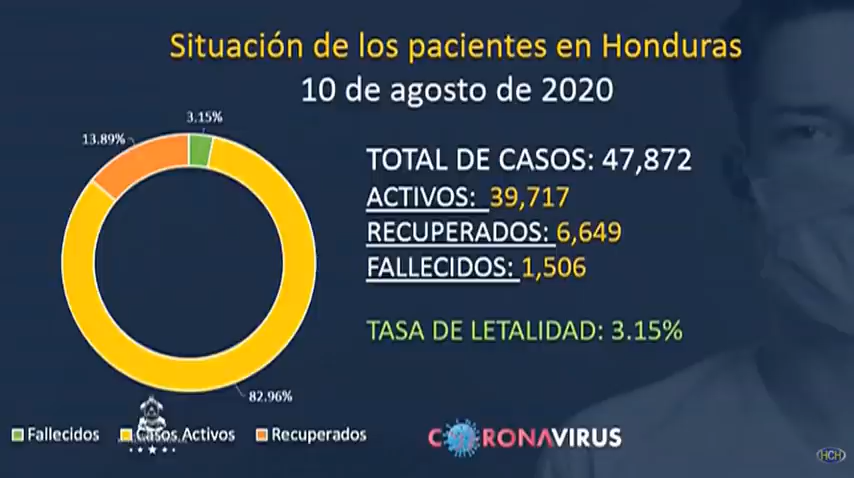 Situación de los pacientes en Honduras
10 de agosto de 2020
3.15%
13.89%
TOTAL DE CASOS: 47,872
ACTIVOS: 39,717
RECUPERADOS: 6,649
FALLECIDOS: 1,506
TASA DE LETALIDAD: 3.15%
82.96%
Fallecidos Casos Activos Recuperados
CORONAVIRUS
HCH